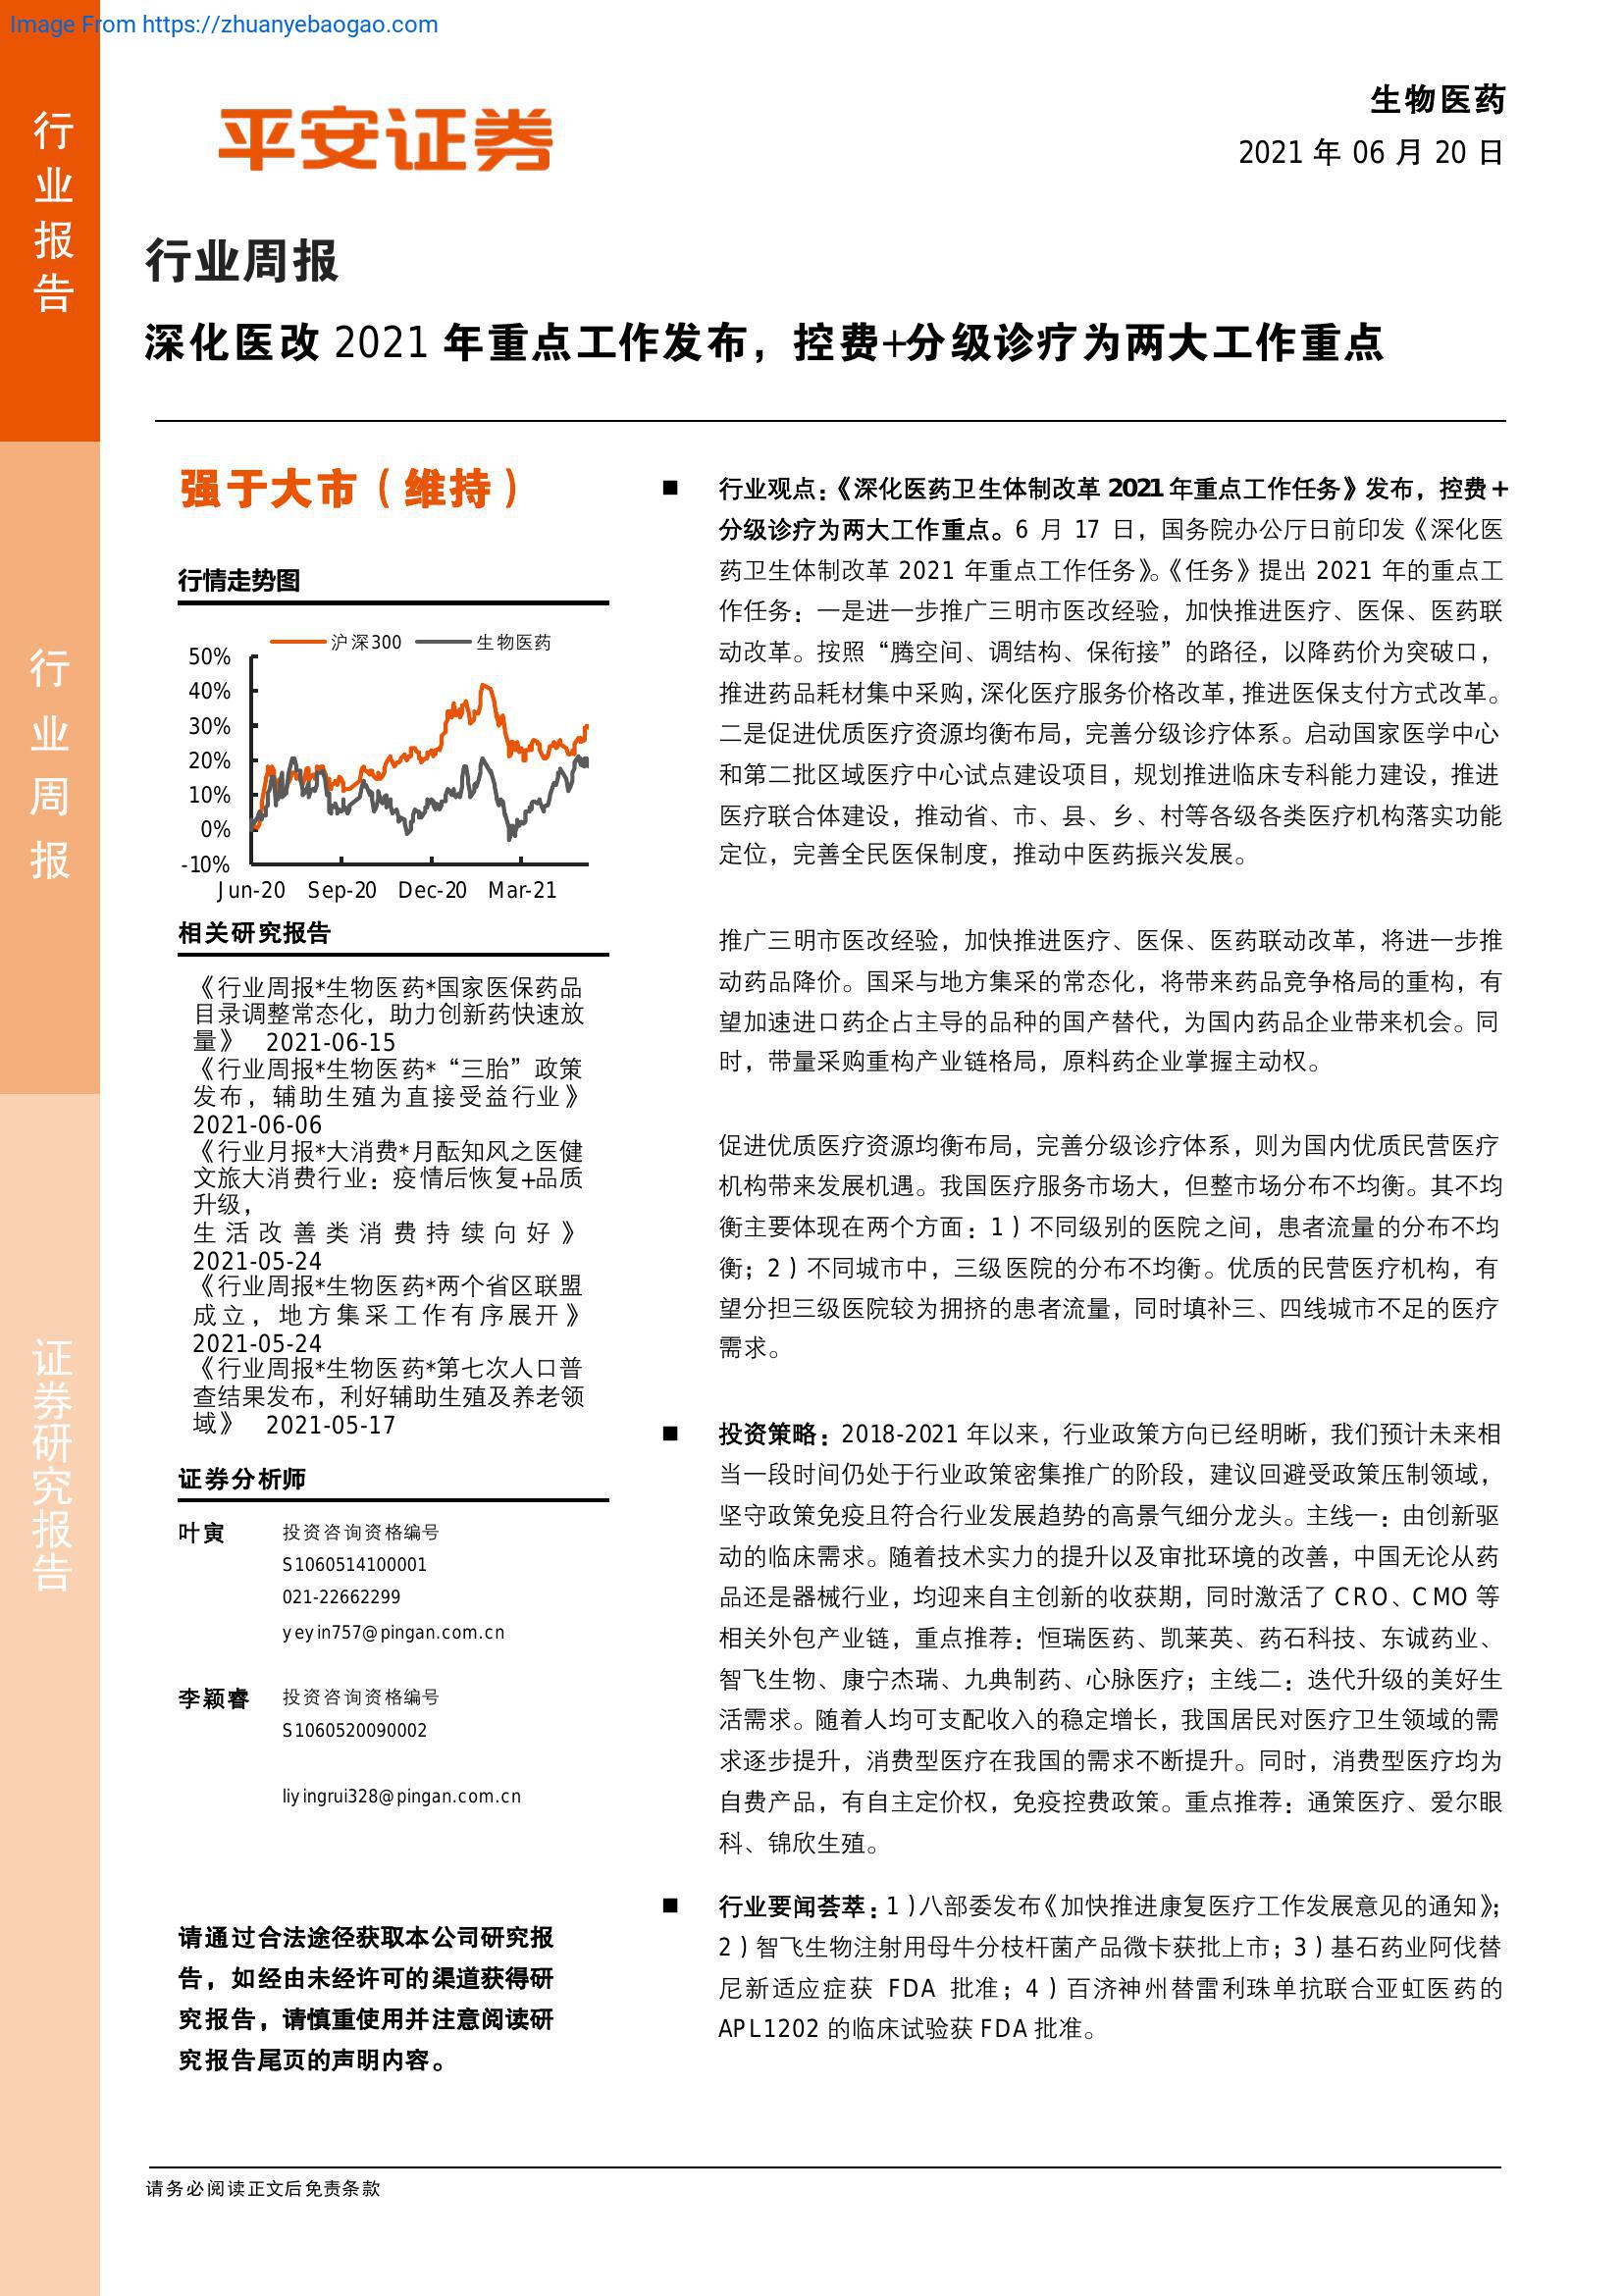 Image From https://zhuanyebaogao.com
行业报告
行业周报
证券研究报告
平安证券
生物医药
2021 年 06 月 20 日
行业周报
深化医改 2021 年重点工作发布，控费+分级诊疗为两大工作重点
强于大市（维持）
行情走势图
沪深300 生物医药
50%
40%
30%
20%
10%
0%
-10%
Jun-20 Sep-20 Dec-20 Mar-21
相关研究报告
《行业周报*生物医药*国家医保药品
目录调整常态化，助力创新药快速放
量》 2021-06-15
《行业周报*生物医药*“三胎”政策
发布，辅助生殖为直接受益行业》
2021-06-06
《行业月报*大消费*月酝知风之医健
文旅大消费行业：疫情后恢复+品质
升级，
生活改善类消费持续向好》
2021-05-24
《行业周报*生物医药*两个省区联盟
成立，地方集采工作有序展开》
2021-05-24
《行业周报*生物医药*第七次人口普
查结果发布，利好辅助生殖及养老领
域》 2021-05-17
证券分析师
叶寅 投资咨询资格编号
S1060514100001
021-22662299
yeyin757@pingan.com.cn
李颖睿 投资咨询资格编号
S1060520090002
liyingrui328@pingan.com.cn
请通过合法途径获取本公司研究报
告，如经由未经许可的渠道获得研
究报告，请慎重使用并注意阅读研
究报告尾页的声明内容。
■ 行业观点：《深化医药卫生体制改革 2021 年重点工作任务》发布，控费+
分级诊疗为两大工作重点。6 月 17 日，国务院办公厅日前印发《深化医
药卫生体制改革 2021 年重点工作任务》。《任务》提出 2021 年的重点工
作任务：一是进一步推广三明市医改经验，加快推进医疗、医保、医药联
动改革。按照“腾空间、调结构、保衔接”的路径，以降药价为突破口，
推进药品耗材集中采购，深化医疗服务价格改革，推进医保支付方式改革。
二是促进优质医疗资源均衡布局，完善分级诊疗体系。启动国家医学中心
和第二批区域医疗中心试点建设项目，规划推进临床专科能力建设，推进
医疗联合体建设，推动省、市、县、乡、村等各级各类医疗机构落实功能
定位，完善全民医保制度，推动中医药振兴发展。
推广三明市医改经验，加快推进医疗、医保、医药联动改革，将进一步推
动药品降价。国采与地方集采的常态化，将带来药品竞争格局的重构，有
望加速进口药企占主导的品种的国产替代，为国内药品企业带来机会。同
时，带量采购重构产业链格局，原料药企业掌握主动权。
促进优质医疗资源均衡布局，完善分级诊疗体系，则为国内优质民营医疗
机构带来发展机遇。我国医疗服务市场大，但整市场分布不均衡。其不均
衡主要体现在两个方面：1）不同级别的医院之间，患者流量的分布不均
衡；2）不同城市中，三级医院的分布不均衡。优质的民营医疗机构，有
望分担三级医院较为拥挤的患者流量，同时填补三、四线城市不足的医疗
需求。
■ 投资策略：2018-2021 年以来，行业政策方向已经明晰，我们预计未来相
当一段时间仍处于行业政策密集推广的阶段，建议回避受政策压制领域，
坚守政策免疫且符合行业发展趋势的高景气细分龙头。主线一：由创新驱
动的临床需求。随着技术实力的提升以及审批环境的改善，中国无论从药
品还是器械行业，均迎来自主创新的收获期，同时激活了 CRO、CMO 等
相关外包产业链，重点推荐：恒瑞医药、凯莱英、药石科技、东诚药业、
智飞生物、康宁杰瑞、九典制药、心脉医疗；主线二：迭代升级的美好生
活需求。随着人均可支配收入的稳定增长，我国居民对医疗卫生领域的需
求逐步提升，消费型医疗在我国的需求不断提升。同时，消费型医疗均为
自费产品，有自主定价权，免疫控费政策。重点推荐：通策医疗、爱尔眼
科、锦欣生殖。
■ 行业要闻荟萃：1）八部委发布《加快推进康复医疗工作发展意见的通知》；
2）智飞生物注射用母牛分枝杆菌产品微卡获批上市；3）基石药业阿伐替
尼新适应症获 FDA 批准；4）百济神州替雷利珠单抗联合亚虹医药的
APL1202 的临床试验获 FDA 批准。
请务必阅读正文后免责条款